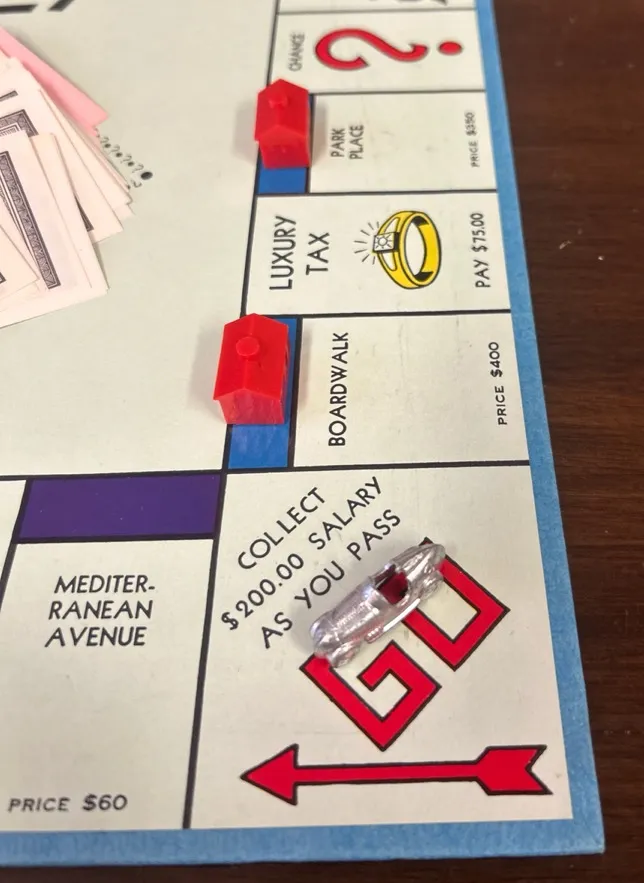 CHANCE
PARK
PLACE
PRICE $350
LUXURY
TAX
PAY $75.00
BOARDWALK
PRICE $400
COLLECT
$200.00 SALARY
AS YOU PASS
GO
MEDITER-
RANEAN
AVENUE
PRICE $60